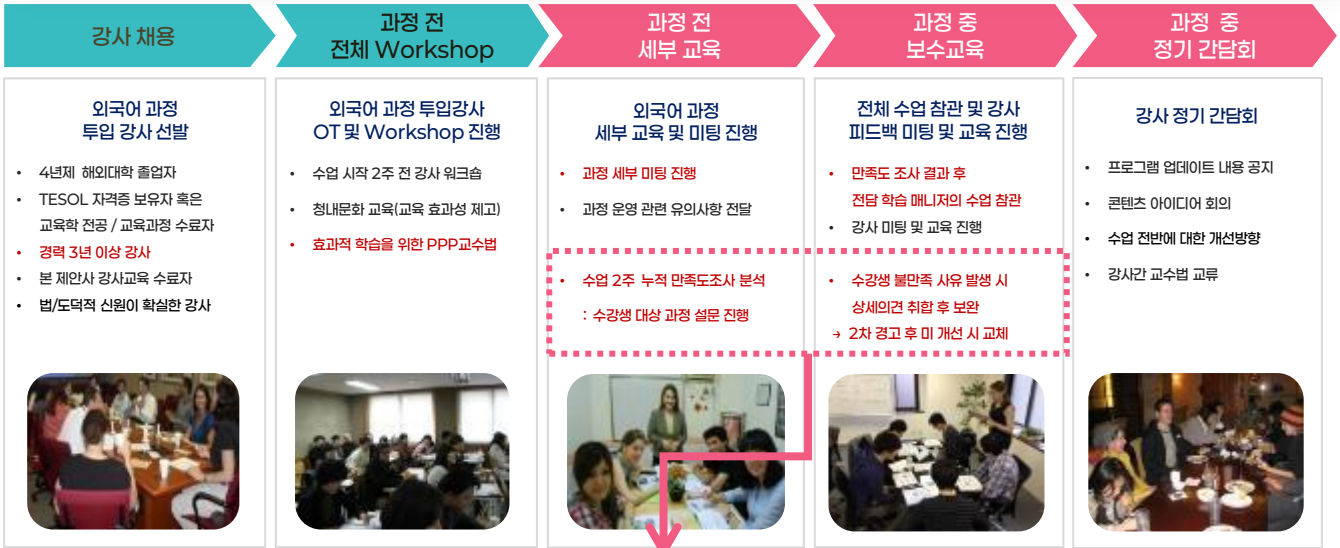 강사 채용
과정 전
전체 Workshop
과정 전
세부 교육
과정 중
보수교육
과정 중
정기 간담회
외국어 과정
투입 강사 선발
• 4년제 해외대학 졸업자
• TESOL 자격증 보유자 혹은
교육학 전공 / 교육과정 수료자
• 경력 3년 이상 강사
• 본 제안사 강사교육 수료자
• 법/도덕적 신원이 확실한 강사
외국어 과정 투입강사
OT 및 Workshop 진행
• 수업 시작 2주 전 강사 워크숍
• 청내문화 교육(교육 효과성 제고)
• 효과적 학습을 위한 PPP교수법
외국어 과정
세부 교육 및 미팅 진행
• 과정 세부 미팅 진행
• 과정 운영 관련 유의사항 전달
• 수업 2주 누적 만족도조사 분석
: 수강생 대상 과정 설문 진행
전체 수업 참관 및 강사
피드백 미팅 및 교육 진행
• 만족도 조사 결과 후
전담 학습 매니저의 수업 참관
• 강사 미팅 및 교육 진행
• 수강생 불만족 사유 발생 시
상세의견 취합 후 보완
→ 2차 경고 후 미 개선 시 교체
강사 정기 간담회
• 프로그램 업데이트 내용 공지
• 콘텐츠 아이디어 회의
• 수업 전반에 대한 개선방향
• 강사간 교수법 교류